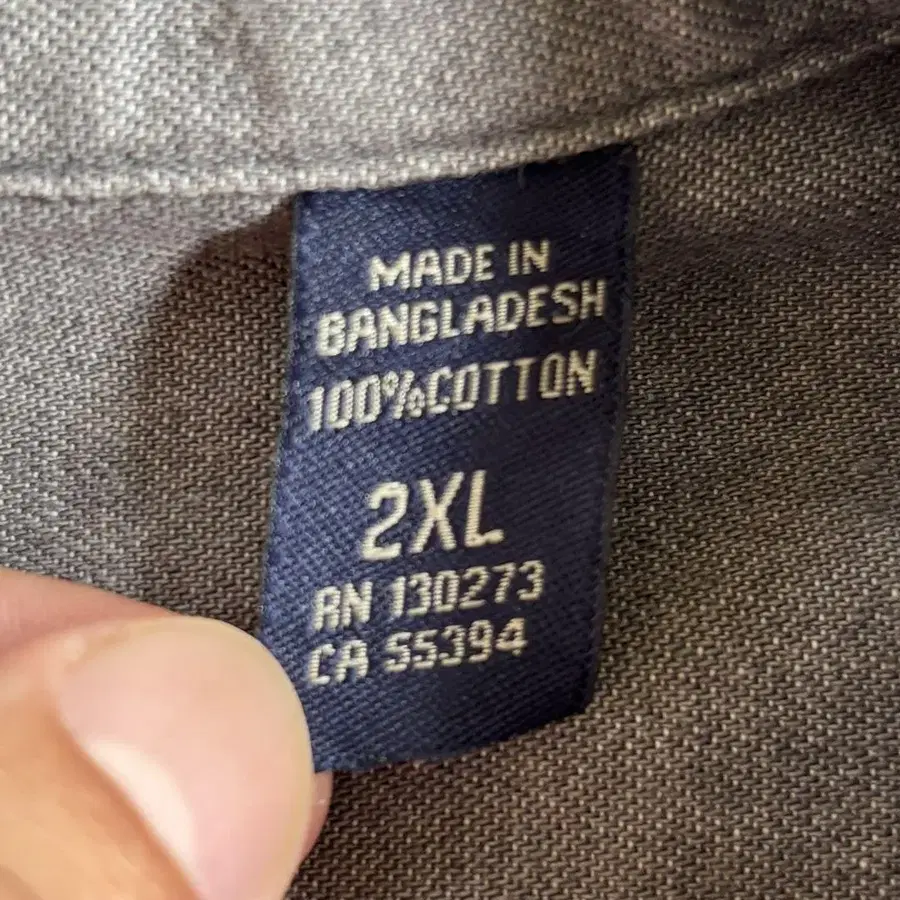 MADE IN
BANGLADESH
100%COTTON
2XL
RN 130273
CA 55394